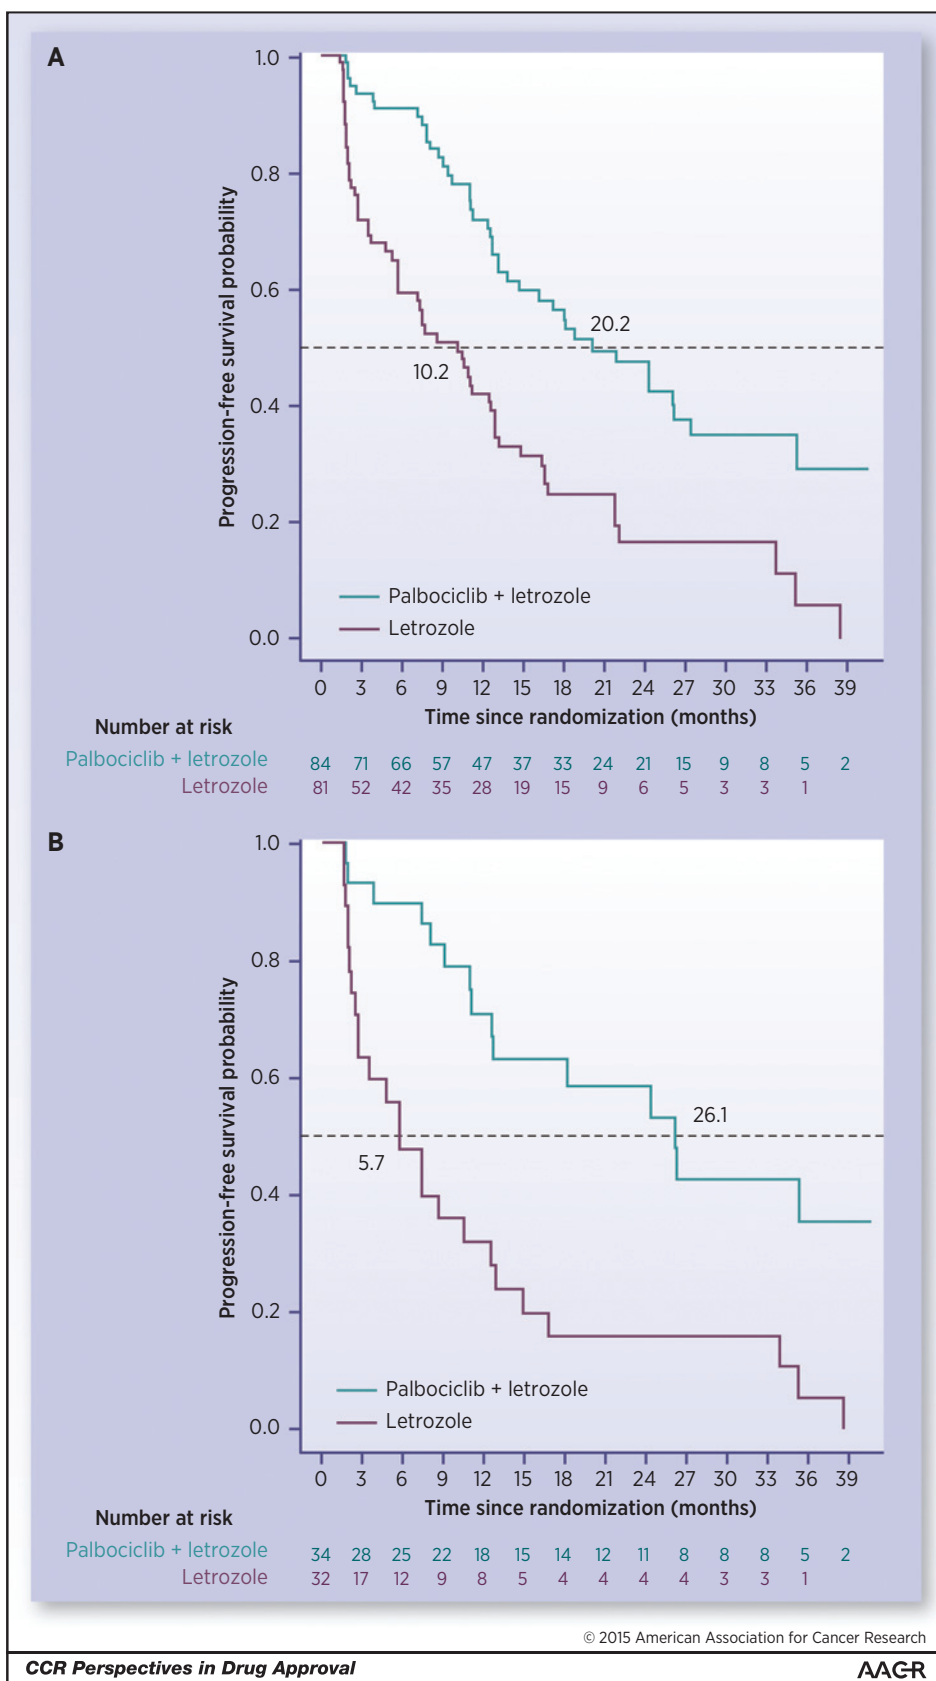 A
1.0
0.8
0.6
0.4
0.2
0.0
Progression-free survival probability
20.2
10.2
Palbociclib + letrozole
Letrozole
0 3 6 9 12 15 18 21 24 27 30 33 36 39
Time since randomization (months)
Number at risk
Palbociclib + letrozole 84 71 66 57 47 37 33 24 21 15 9 8 5 2
Letrozole 81 52 42 35 28 19 15 9 6 5 3 3 1
B
1.0
0.8
0.6
0.4
0.2
0.0
Progression-free survival probability
26.1
5.7
Palbociclib + letrozole
Letrozole
0 3 6 9 12 15 18 21 24 27 30 33 36 39
Time since randomization (months)
Number at risk
Palbociclib + letrozole 34 28 25 22 18 15 14 12 11 8 8 8 5 2
Letrozole 32 17 12 9 8 5 4 4 4 4 3 3 1
© 2015 American Association for Cancer Research
CCR Perspectives in Drug Approval
AACR